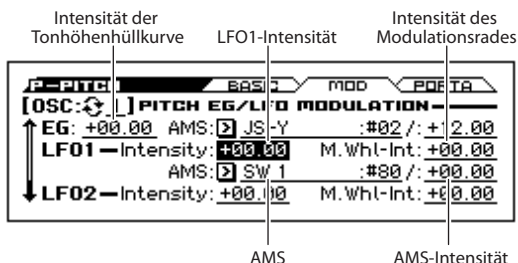 Intensität der
Tonhöhenhüllkurve
LFO1-Intensität
Intensität des
Modulationsrades
P-PITCH BASIC MOD PORTA
[OSC: 1] PITCH EG/LFO MODULATION
EG: +00.00 AMS: JS-Y :#02/: +12.00
LFO1 Intensity: +00.00 M.Whl-Int: +00.00
AMS: SW 1 :#80/: +00.00
LFO2 Intensity: +00.00 M.Whl-Int: +00.00
AMS
AMS-Intensität